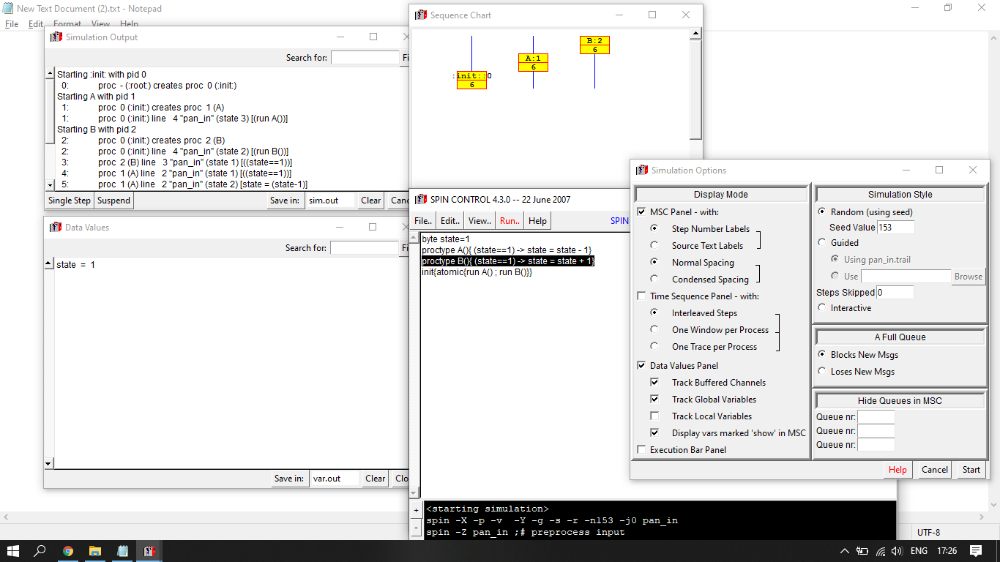 New Text Document (2).txt - Notepad
File Edit Format View Help
Simulation Output
Search for: Fi
Starting :init: with pid 0
0: proc - (:root:) creates proc 0 (:init:)
Starting A with pid 1
1: proc 0 (:init:) creates proc 1 (A)
1: proc 0 (:init:) line 4 "pan_in" (state 3) [(run A())]
Starting B with pid 2
2: proc 0 (:init:) creates proc 2 (B)
2: proc 0 (:init:) line 4 "pan_in" (state 2) [(run B())]
3: proc 2 (B) line 3 "pan_in" (state 1) [((state==1))]
4: proc 1 (A) line 2 "pan_in" (state 1) [((state==1))]
5: proc 1 (A) line 2 "pan_in" (state 2) [state = (state-1)]
Single Step Suspend Save in: sim.out Clear Canc
Data Values
Search for: Fi
state = 1
Save in: var.out Clear Clo
Sequence Chart
B:2
6
A:1
6
:init::0
6
SPIN CONTROL 4.3.0 -- 22 June 2007
File.. Edit.. View.. Run.. Help SPIN
byte state=1
proctype A(){ (state==1) -> state = state - 1}
proctype B(){ (state==1) -> state = state + 1}
init{atomic{run A() ; run B()}}
+
-
<starting simulation>
spin -X -p -v -Y -g -s -r -n153 -j0 pan_in
spin -Z pan_in ;# preprocess input
Simulation Options
Display Mode
MSC Panel - with:
Step Number Labels
Source Text Labels
Normal Spacing
Condensed Spacing
Time Sequence Panel - with:
Interleaved Steps
One Window per Process
One Trace per Process
Data Values Panel
Track Buffered Channels
Track Global Variables
Track Local Variables
Display vars marked 'show' in MSC
Execution Bar Panel
Simulation Style
Random (using seed)
Seed Value 153
Guided
Using pan_in.trail
Use Browse
Steps Skipped 0
Interactive
A Full Queue
Blocks New Msgs
Loses New Msgs
Hide Queues in MSC
Queue nr:
Queue nr:
Queue nr:
Help Cancel Start
UTF-8
ENG 17:26